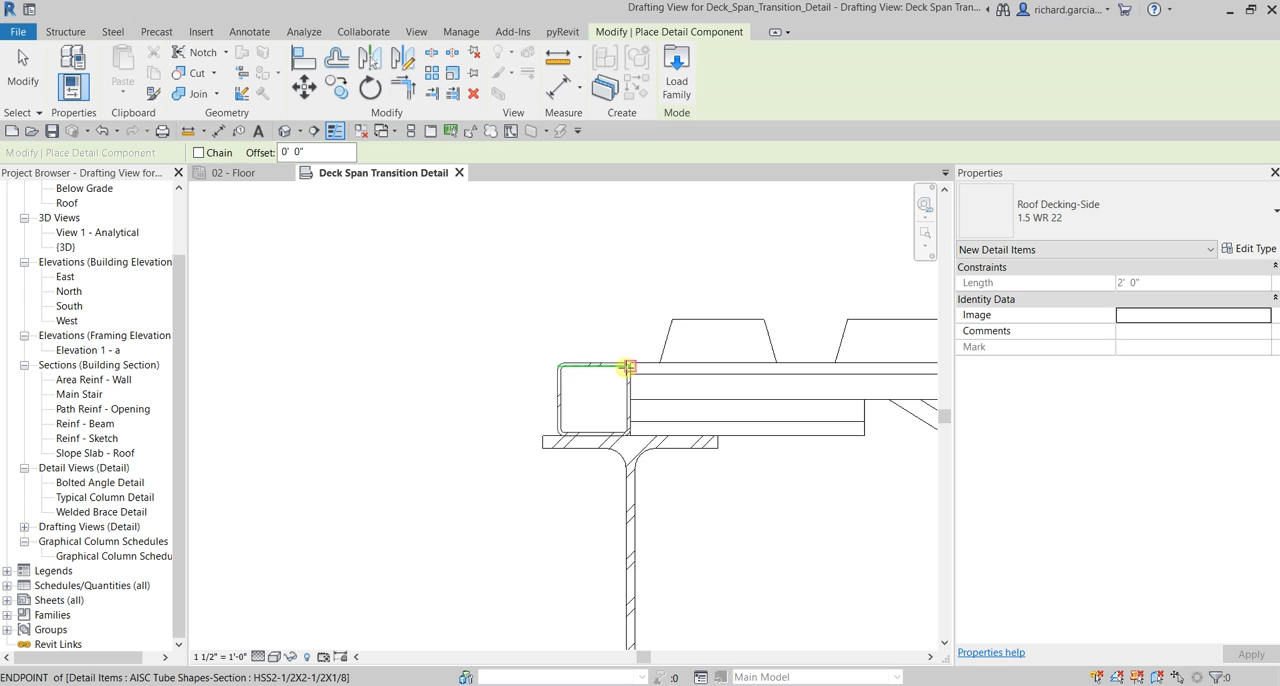 Drafting View for Deck_Span_Transition_Detail - Drafting View: Deck Span Tran...
richard.garcia...
File Structure Steel Precast Insert Annotate Analyze Collaborate View Manage Add-Ins pyRevit Modify | Place Detail Component
Modify Paste Notch Cut Join Load Family
Select Properties Clipboard Geometry Modify View Measure Create Mode
Modify | Place Detail Component Chain Offset: 0' 0"
Project Browser - Drafting View for... 02 - Floor Deck Span Transition Detail Properties
Below Grade
Roof
3D Views
View 1 - Analytical
{3D}
Elevations (Building Elevation
East
North
South
West
Elevations (Framing Elevation
Elevation 1 - a
Sections (Building Section)
Area Reinf - Wall
Main Stair
Path Reinf - Opening
Reinf - Beam
Reinf - Sketch
Slope Slab - Roof
Detail Views (Detail)
Bolted Angle Detail
Typical Column Detail
Welded Brace Detail
Drafting Views (Detail)
Graphical Column Schedules
Graphical Column Schedu
Legends
Schedules/Quantities (all)
Sheets (all)
Families
Groups
Revit Links
Roof Decking-Side
1.5 WR 22
New Detail Items Edit Type
Constraints
Length 2' 0"
Identity Data
Image
Comments
Mark
Properties help Apply
1 1/2" = 1'-0"
ENDPOINT of [Detail Items : AISC Tube Shapes-Section : HSS2-1/2X2-1/2X1/8] :0 Main Model :0